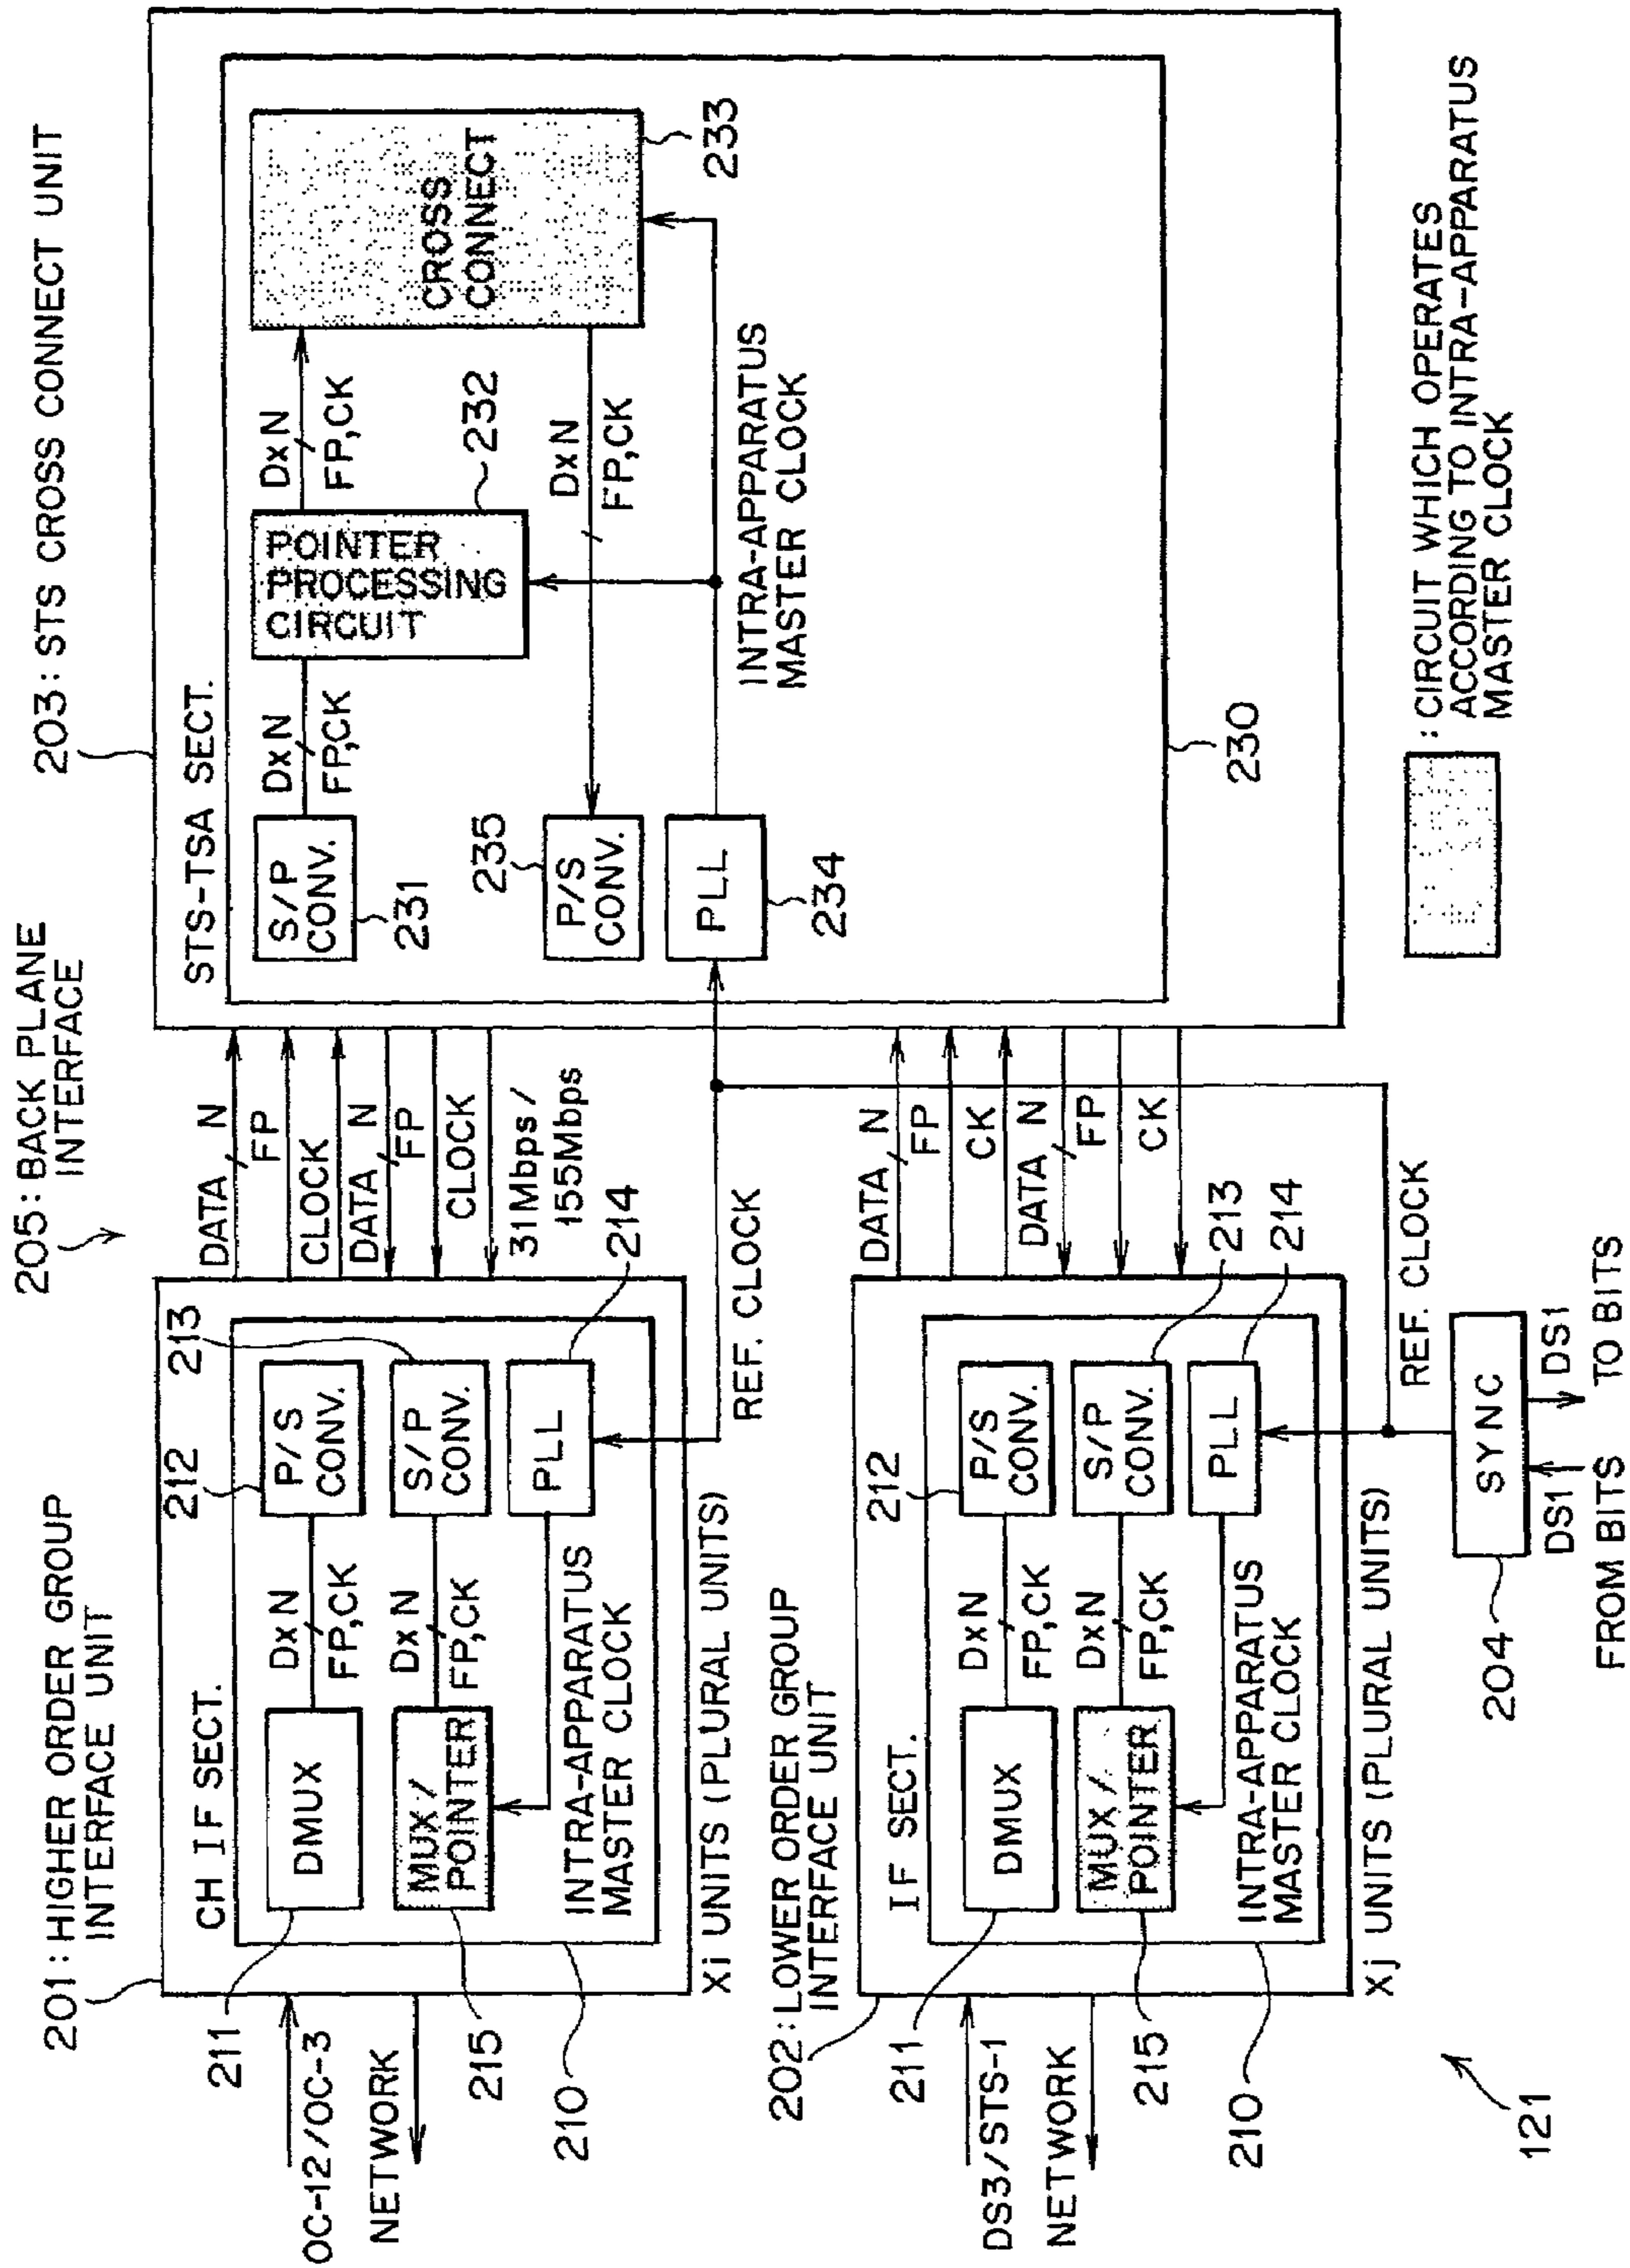 201: HIGHER ORDER GROUP
INTERFACE UNIT
205: BACK PLANE
INTERFACE
203: STS CROSS CONNECT UNIT
OC-12/OC-3
NETWORK
211
215
210
CH IF SECT.
DMUX
MUX/
POINTER
DxN
FP,CK
DxN
FP,CK
212
213
P/S
CONV.
S/P
CONV.
PLL
214
INTRA-APPARATUS
MASTER CLOCK
Xi UNITS (PLURAL UNITS)
DATA N
FP
CLOCK
DATA N
FP
CLOCK
31Mbps/
155Mbps
REF. CLOCK
STS-TSA SECT.
S/P
CONV.
231
DxN
FP,CK
POINTER
PROCESSING
CIRCUIT
232
DxN
FP,CK
CROSS
CONNECT
233
235
P/S
CONV.
DxN
FP,CK
PLL
234
INTRA-APPARATUS
MASTER CLOCK
230
202: LOWER ORDER GROUP
INTERFACE UNIT
DS3/STS-1
NETWORK
211
215
210
IF SECT.
DMUX
MUX/
POINTER
DxN
FP,CK
DxN
FP,CK
212
P/S
CONV.
S/P
CONV.
PLL
213
214
INTRA-APPARATUS
MASTER CLOCK
Xj UNITS (PLURAL UNITS)
DATA N
FP
CK
DATA N
FP
CK
REF. CLOCK
204
SYNC
DS1
DS1
FROM BITS
TO BITS
: CIRCUIT WHICH OPERATES
ACCORDING TO INTRA-APPARATUS
MASTER CLOCK
121